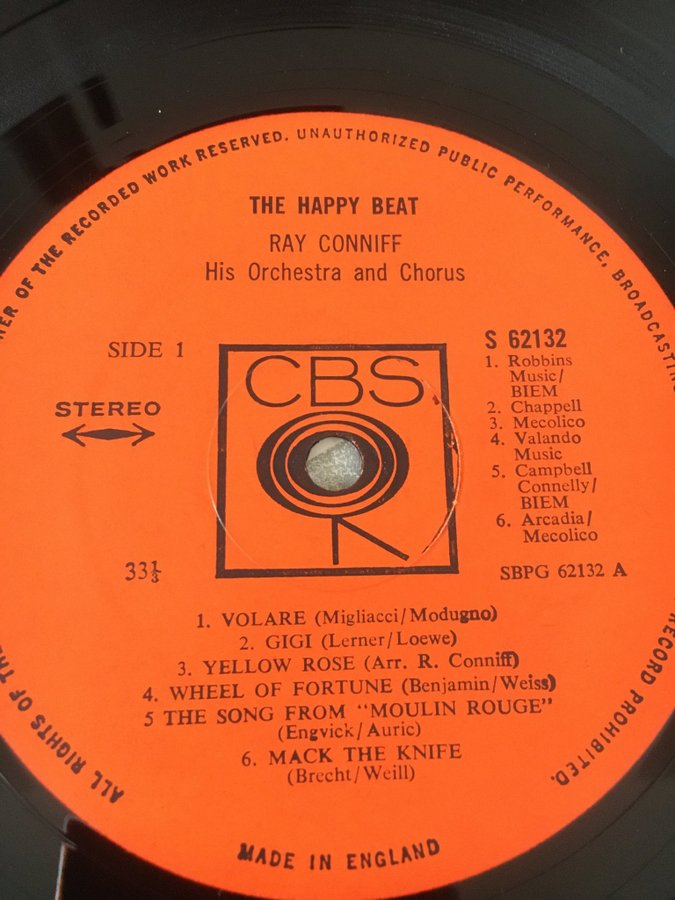 NER OF THE RECORDED WORK RESERVED. UNAUTHORIZED PUBLIC PERFORMANCE, BROADCASTING
RECORD PROHIBITED.
ALL RIGHTS OF THE
THE HAPPY BEAT
RAY CONNIFF
His Orchestra and Chorus
SIDE 1
STEREO
33⅓
CBS
S 62132
1. Robbins
Music/
BIEM
2. Chappell
3. Mecolico
4. Valando
Music
5. Campbell
Connelly/
BIEM
6. Arcadia/
Mecolico
SBPG 62132 A
1. VOLARE (Migliacci/Modugno)
2. GIGI (Lerner/Loewe)
3. YELLOW ROSE (Arr. R. Conniff)
4. WHEEL OF FORTUNE (Benjamin/Weiss)
5 THE SONG FROM "MOULIN ROUGE"
(Engvick/Auric)
6. MACK THE KNIFE
(Brecht/Weill)
MADE IN ENGLAND